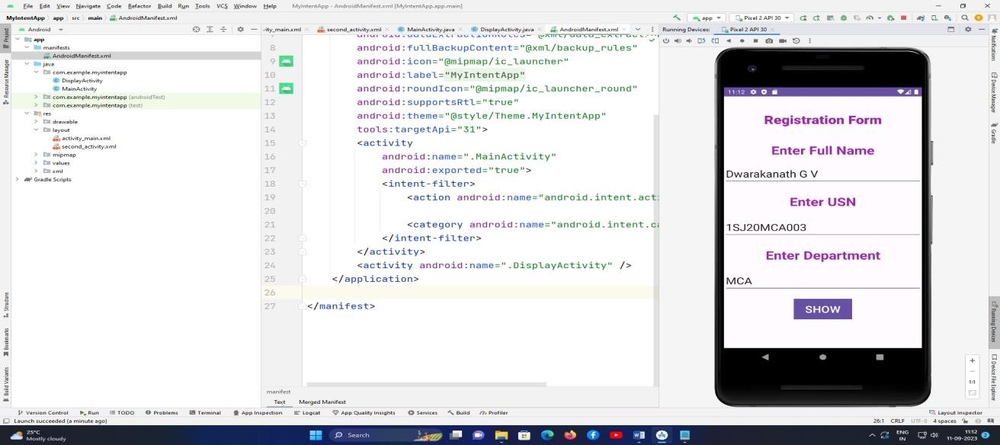 File Edit View Navigate Code Refactor Build Run Tools VCS Window Help MyIntentApp - AndroidManifest.xml [MyIntentApp.app.main]
MyIntentApp app src main AndroidManifest.xml app Pixel 2 API 30
Android
app
manifests
AndroidManifest.xml
java
com.example.myintentapp
DisplayActivity
MainActivity
com.example.myintentapp (androidTest)
com.example.myintentapp (test)
res
drawable
layout
activity_main.xml
second_activity.xml
mipmap
values
xml
Gradle Scripts
Project
Resource Manager
Structure
Bookmarks
Build Variants
vity_main.xml second_activity.xml MainActivity.java DisplayActivity.java AndroidManifest.xml
8 android:fullBackupContent="@xml/backup_rules"
9 android:icon="@mipmap/ic_launcher"
10 android:label="MyIntentApp"
11 android:roundIcon="@mipmap/ic_launcher_round"
12 android:supportsRtl="true"
13 android:theme="@style/Theme.MyIntentApp"
14 tools:targetApi="31">
15 <activity
16 android:name=".MainActivity"
17 android:exported="true">
18 <intent-filter>
19 <action android:name="android.intent.acti
20
21 <category android:name="android.intent.ca
22 </intent-filter>
23 </activity>
24 <activity android:name=".DisplayActivity" />
25 </application>
26
27 </manifest>
manifest
Text Merged Manifest
Running Devices: Pixel 2 API 30
11:12
Registration Form
Enter Full Name
Dwarakanath G V
Enter USN
1SJ20MCA003
Enter Department
MCA
SHOW
1:1
Notifications
Device Manager
Gradle
Running Devices
Device File Explorer
Version Control Run TODO Problems Terminal App Inspection Logcat App Quality Insights Services Build Profiler Layout Inspector
Launch succeeded (a minute ago) 26:1 CRLF UTF-8 4 spaces
25°C
Mostly cloudy
Search
ENG
IN
11:12
11-09-2023
2